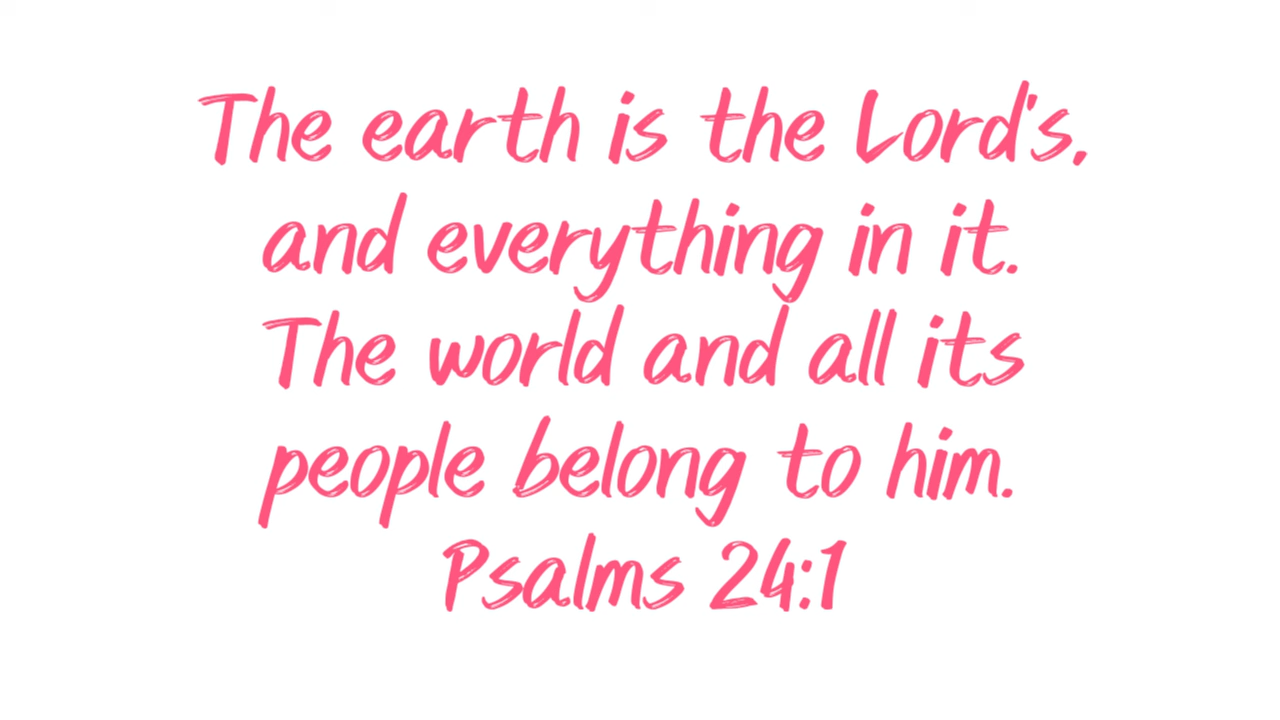 The earth is the Lord's,
and everything in it.
The world and all its
people belong to him.
Psalms 24:1